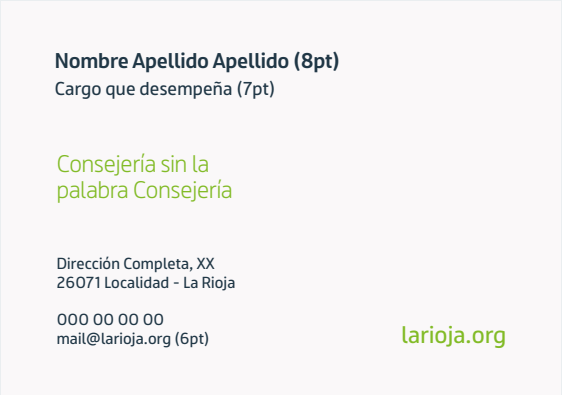 Nombre Apellido Apellido (8pt)
Cargo que desempeña (7pt)
Consejería sin la
palabra Consejería
Dirección Completa, XX
26071 Localidad - La Rioja
000 00 00 00
mail@larioja.org (6pt)
larioja.org